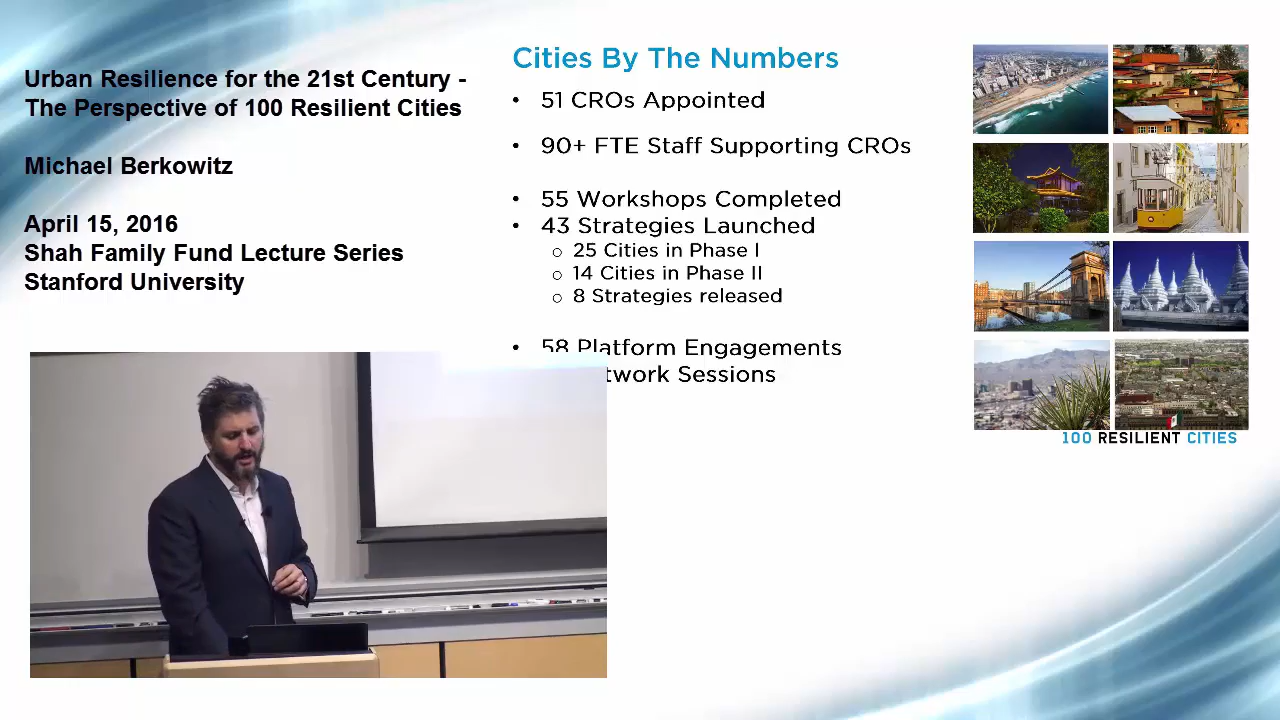 Urban Resilience for the 21st Century -
The Perspective of 100 Resilient Cities
Michael Berkowitz
April 15, 2016
Shah Family Fund Lecture Series
Stanford University
Cities By The Numbers
• 51 CROs Appointed
• 90+ FTE Staff Supporting CROs
• 55 Workshops Completed
• 43 Strategies Launched
o 25 Cities in Phase I
o 14 Cities in Phase II
o 8 Strategies released
• 58 Platform Engagements
Sessions
100 RESILIENT CITIES